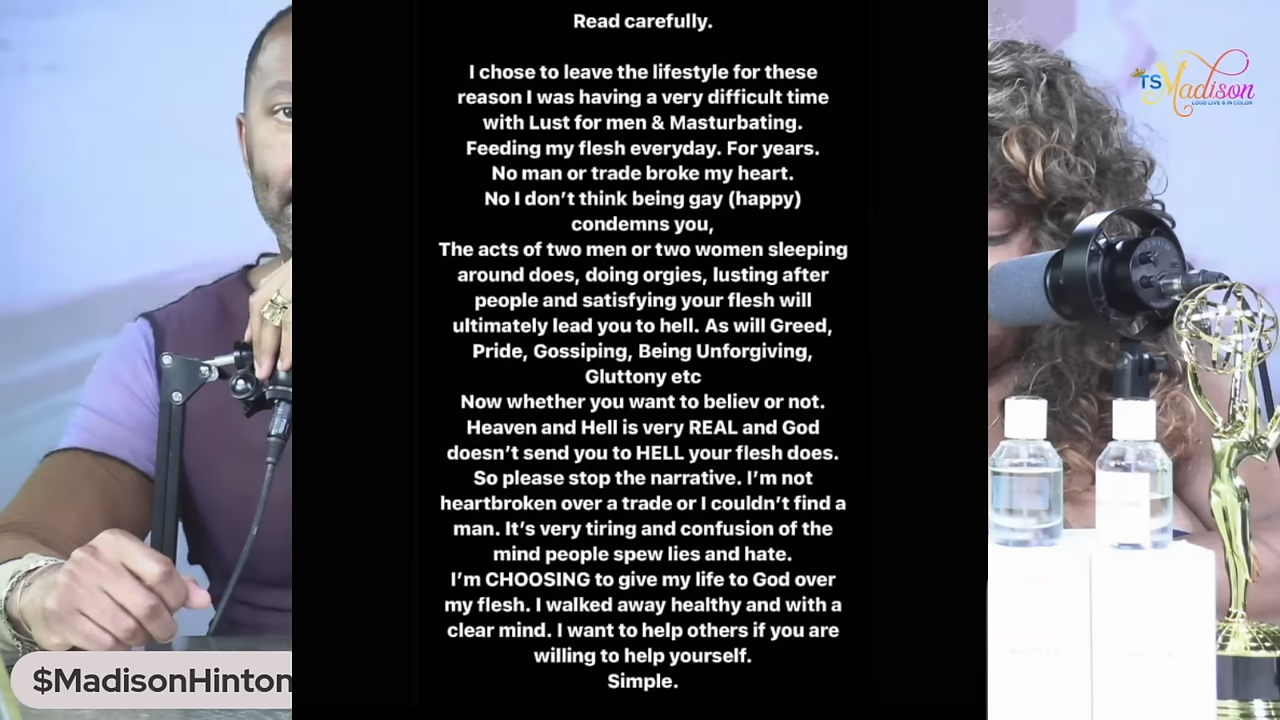 Read carefully.
I chose to leave the lifestyle for these
reason I was having a very difficult time
with Lust for men & Masturbating.
Feeding my flesh everyday. For years.
No man or trade broke my heart.
No I don’t think being gay (happy)
condemns you,
The acts of two men or two women sleeping
around does, doing orgies, lusting after
people and satisfying your flesh will
ultimately lead you to hell. As will Greed,
Pride, Gossiping, Being Unforgiving,
Gluttony etc
Now whether you want to believ or not.
Heaven and Hell is very REAL and God
doesn’t send you to HELL your flesh does.
So please stop the narrative. I’m not
heartbroken over a trade or I couldn’t find a
man. It’s very tiring and confusion of the
mind people spew lies and hate.
I’m CHOOSING to give my life to God over
my flesh. I walked away healthy and with a
clear mind. I want to help others if you are
willing to help yourself.
Simple.
TS Madison
LOUD LIVE & IN COLOR
$MadisonHinton